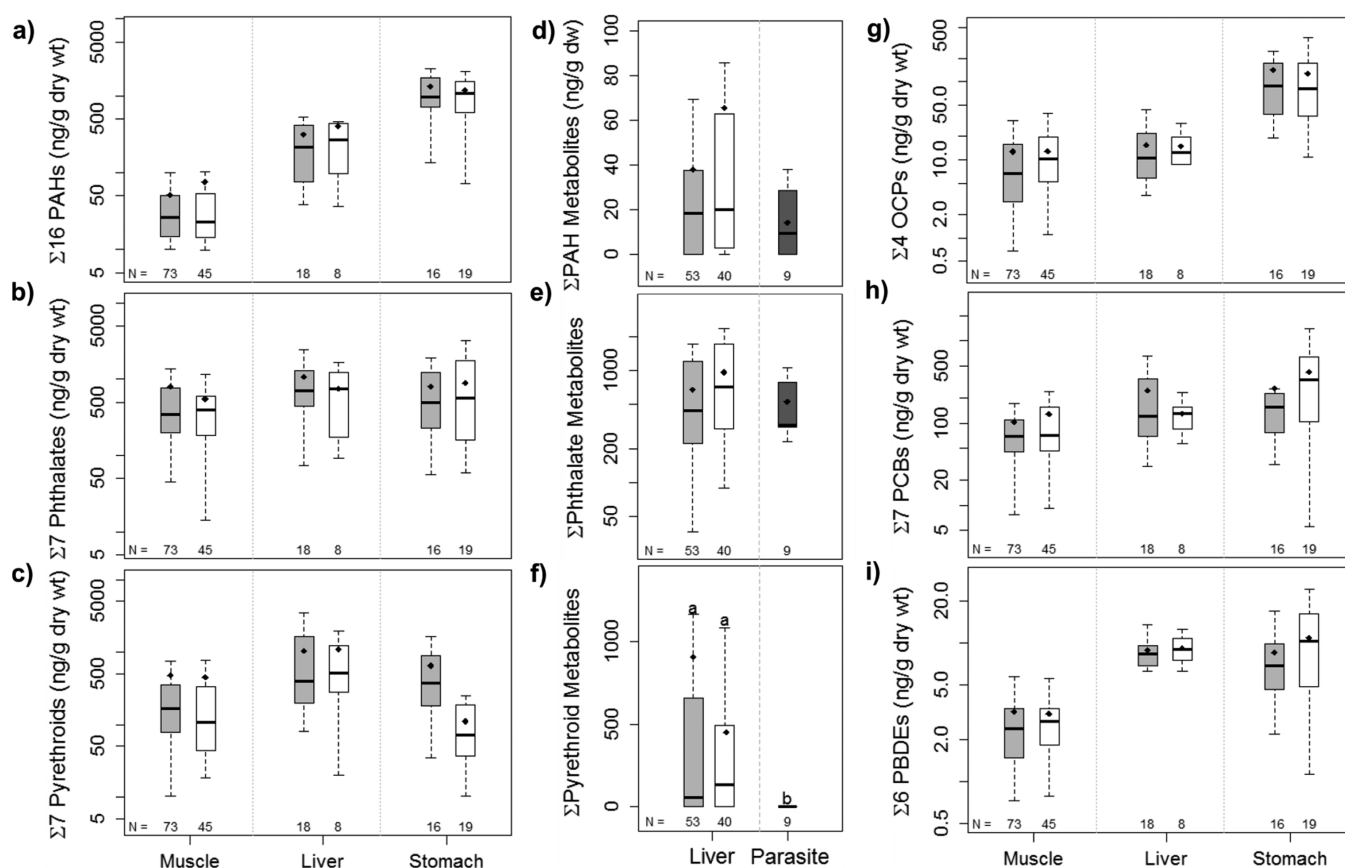 a)
Σ16 PAHs (ng/g dry wt)
5000
500
50
5
N = 73 45 18 8 16 19
b)
Σ7 Phthalates (ng/g dry wt)
5000
500
50
5
N = 73 45 18 8 16 19
c)
Σ7 Pyrethroids (ng/g dry wt)
5000
500
50
5
N = 73 45 18 8 16 19
Muscle Liver Stomach
d)
ΣPAH Metabolites (ng/g dw)
100
80
60
40
20
0
N = 53 40 9
e)
ΣPhthalate Metabolites
1000
200
50
N = 53 40 9
f)
ΣPyrethroid Metabolites
1000
500
0
a a b
N = 53 40 9
Liver Parasite
g)
Σ4 OCPs (ng/g dry wt)
500
50.0
10.0
2.0
0.5
N = 73 45 18 8 16 19
h)
Σ7 PCBs (ng/g dry wt)
500
100
20
5
N = 73 45 18 8 16 19
i)
Σ6 PBDEs (ng/g dry wt)
20.0
5.0
2.0
0.5
N = 73 45 18 8 16 19
Muscle Liver Stomach